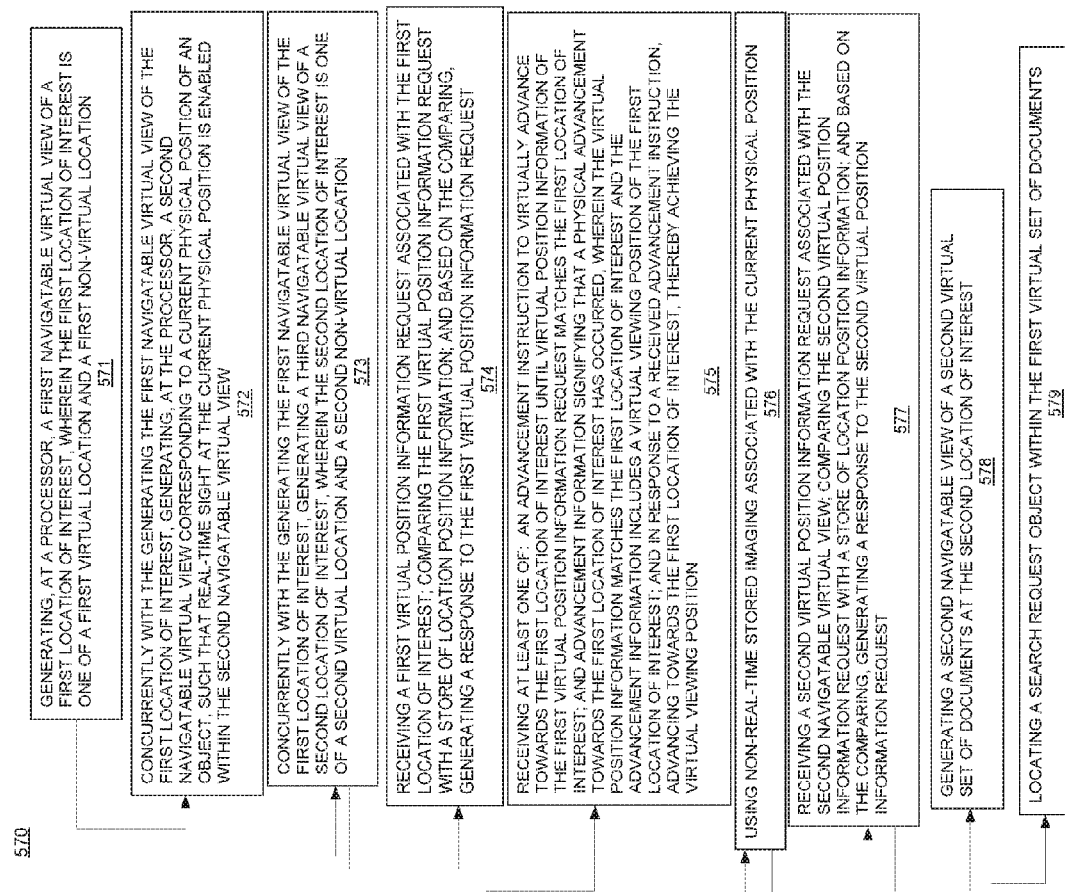 570
GENERATING, AT A PROCESSOR, A FIRST NAVIGATABLE VIRTUAL VIEW OF A
FIRST LOCATION OF INTEREST, WHEREIN THE FIRST LOCATION OF INTEREST IS
ONE OF A FIRST VIRTUAL LOCATION AND A FIRST NON-VIRTUAL LOCATION
571
CONCURRENTLY WITH THE GENERATING THE FIRST NAVIGATABLE VIRTUAL VIEW OF THE
FIRST LOCATION OF INTEREST, GENERATING, AT THE PROCESSOR, A SECOND
NAVIGATABLE VIRTUAL VIEW CORRESPONDING TO A CURRENT PHYSICAL POSITION OF AN
OBJECT, SUCH THAT REAL-TIME SIGHT AT THE CURRENT PHYSICAL POSITION IS ENABLED
WITHIN THE SECOND NAVIGATABLE VIRTUAL VIEW
572
CONCURRENTLY WITH THE GENERATING THE FIRST NAVIGATABLE VIRTUAL VIEW OF THE
FIRST LOCATION OF INTEREST, GENERATING A THIRD NAVIGATABLE VIRTUAL VIEW OF A
SECOND LOCATION OF INTEREST, WHEREIN THE SECOND LOCATION OF INTEREST IS ONE
OF A SECOND VIRTUAL LOCATION AND A SECOND NON-VIRTUAL LOCATION
573
RECEIVING A FIRST VIRTUAL POSITION INFORMATION REQUEST ASSOCIATED WITH THE FIRST
LOCATION OF INTEREST; COMPARING THE FIRST VIRTUAL POSITION INFORMATION REQUEST
WITH A STORE OF LOCATION POSITION INFORMATION; AND BASED ON THE COMPARING,
GENERATING A RESPONSE TO THE FIRST VIRTUAL POSITION INFORMATION REQUEST
574
RECEIVING AT LEAST ONE OF: AN ADVANCEMENT INSTRUCTION TO VIRTUALLY ADVANCE
TOWARDS THE FIRST LOCATION OF INTEREST UNTIL VIRTUAL POSITION INFORMATION OF
THE FIRST VIRTUAL POSITION INFORMATION REQUEST MATCHES THE FIRST LOCATION OF
INTEREST; AND ADVANCEMENT INFORMATION SIGNIFYING THAT A PHYSICAL ADVANCEMENT
TOWARDS THE FIRST LOCATION OF INTEREST HAS OCCURRED, WHEREIN THE VIRTUAL
POSITION INFORMATION MATCHES THE FIRST LOCATION OF INTEREST AND THE
ADVANCEMENT INFORMATION INCLUDES A VIRTUAL VIEWING POSITION OF THE FIRST
LOCATION OF INTEREST; AND IN RESPONSE TO A RECEIVED ADVANCEMENT INSTRUCTION,
ADVANCING TOWARDS THE FIRST LOCATION OF INTEREST, THEREBY ACHIEVING THE
VIRTUAL VIEWING POSITION
575
USING NON-REAL-TIME STORED IMAGING ASSOCIATED WITH THE CURRENT PHYSICAL POSITION
576
RECEIVING A SECOND VIRTUAL POSITION INFORMATION REQUEST ASSOCIATED WITH THE
SECOND NAVIGATABLE VIRTUAL VIEW; COMPARING THE SECOND VIRTUAL POSITION
INFORMATION REQUEST WITH A STORE OF LOCATION POSITION INFORMATION; AND BASED ON
THE COMPARING, GENERATING A RESPONSE TO THE SECOND VIRTUAL POSITION
INFORMATION REQUEST
577
GENERATING A SECOND NAVIGATABLE VIEW OF A SECOND VIRTUAL
SET OF DOCUMENTS AT THE SECOND LOCATION OF INTEREST
578
LOCATING A SEARCH REQUEST OBJECT WITHIN THE FIRST VIRTUAL SET OF DOCUMENTS
579